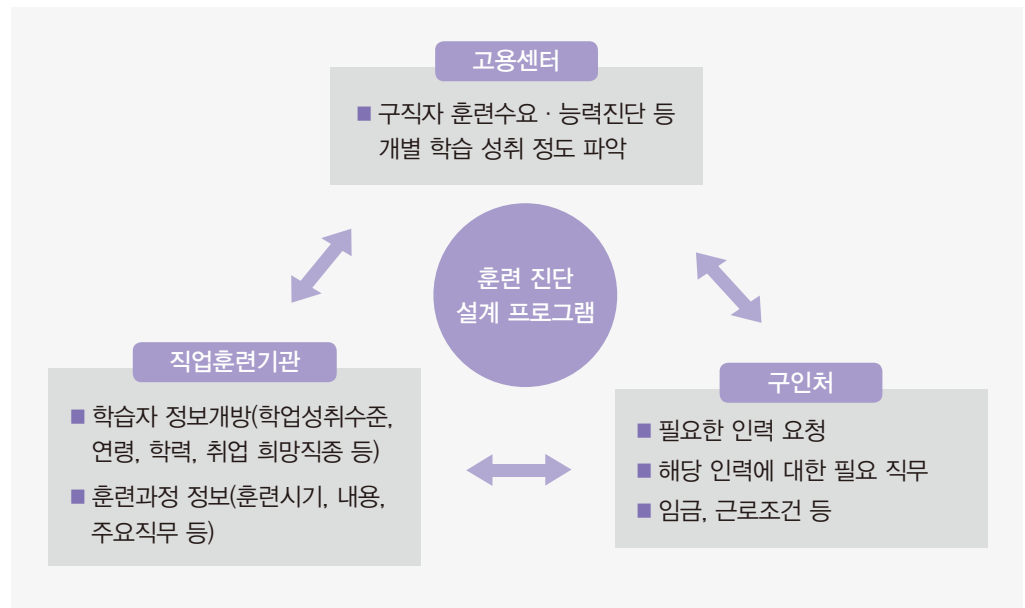 고용센터
■ 구직자 훈련수요 · 능력진단 등
개별 학습 성취 정도 파악
훈련 진단
설계 프로그램
직업훈련기관
■ 학습자 정보개방(학업성취수준,
연령, 학력, 취업 희망직종 등)
■ 훈련과정 정보(훈련시기, 내용,
주요직무 등)
구인처
■ 필요한 인력 요청
■ 해당 인력에 대한 필요 직무
■ 임금, 근로조건 등